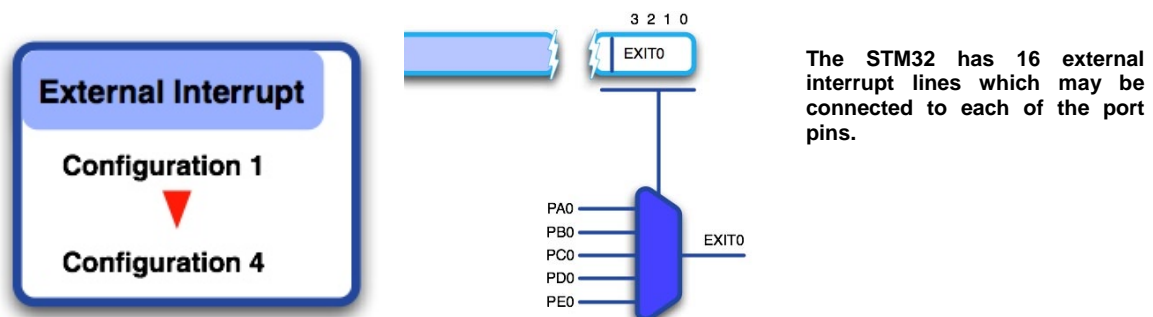 External Interrupt
Configuration 1
Configuration 4
3 2 1 0
EXIT0
PA0
PB0
PC0
PD0
PE0
EXIT0
The STM32 has 16 external
interrupt lines which may be
connected to each of the port
pins.